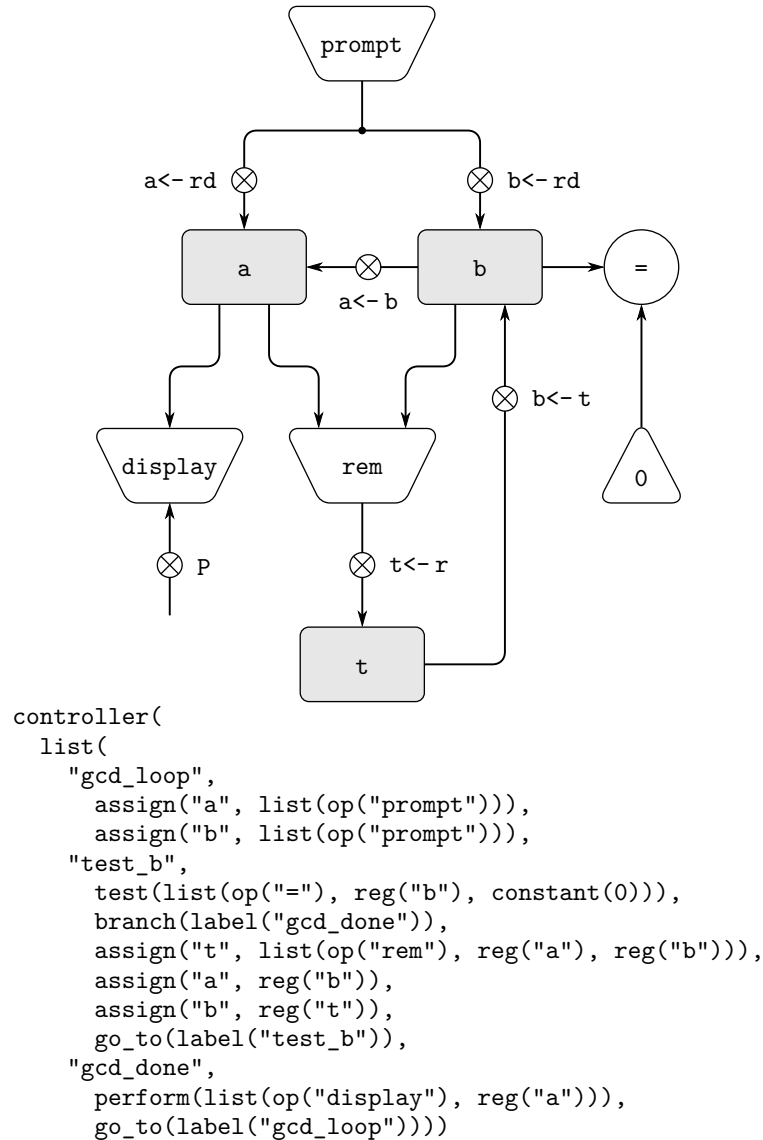 prompt
a<- rd
b<- rd
a
b
=
a<- b
b<- t
display
rem
0
P
t<- r
t
controller(
  list(
    "gcd_loop",
      assign("a", list(op("prompt"))),
      assign("b", list(op("prompt"))),
    "test_b",
      test(list(op("="), reg("b"), constant(0))),
      branch(label("gcd_done")),
      assign("t", list(op("rem"), reg("a"), reg("b"))),
      assign("a", reg("b")),
      assign("b", reg("t")),
      go_to(label("test_b")),
    "gcd_done",
      perform(list(op("display"), reg("a"))),
      go_to(label("gcd_loop"))))